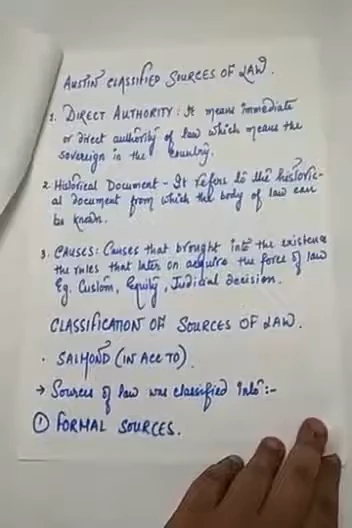 AUSTIN CLASSIFIED SOURCES OF LAW.
1. DIRECT AUTHORITY: It means immediate
or direct authority of law which means the
sovereign in the country.
2. Historical Document - It refers to the historic-
al document from which the body of law can
be known.
3. CAUSES: Causes that brought into the existence
the rules that later on acquire the force of law
Eg. Custom, Equity, Judicial decision.
CLASSIFICATION OF SOURCES OF LAW.
• SALMOND (IN ACC TO).
→ Sources of law was classified into:-
① FORMAL SOURCES.